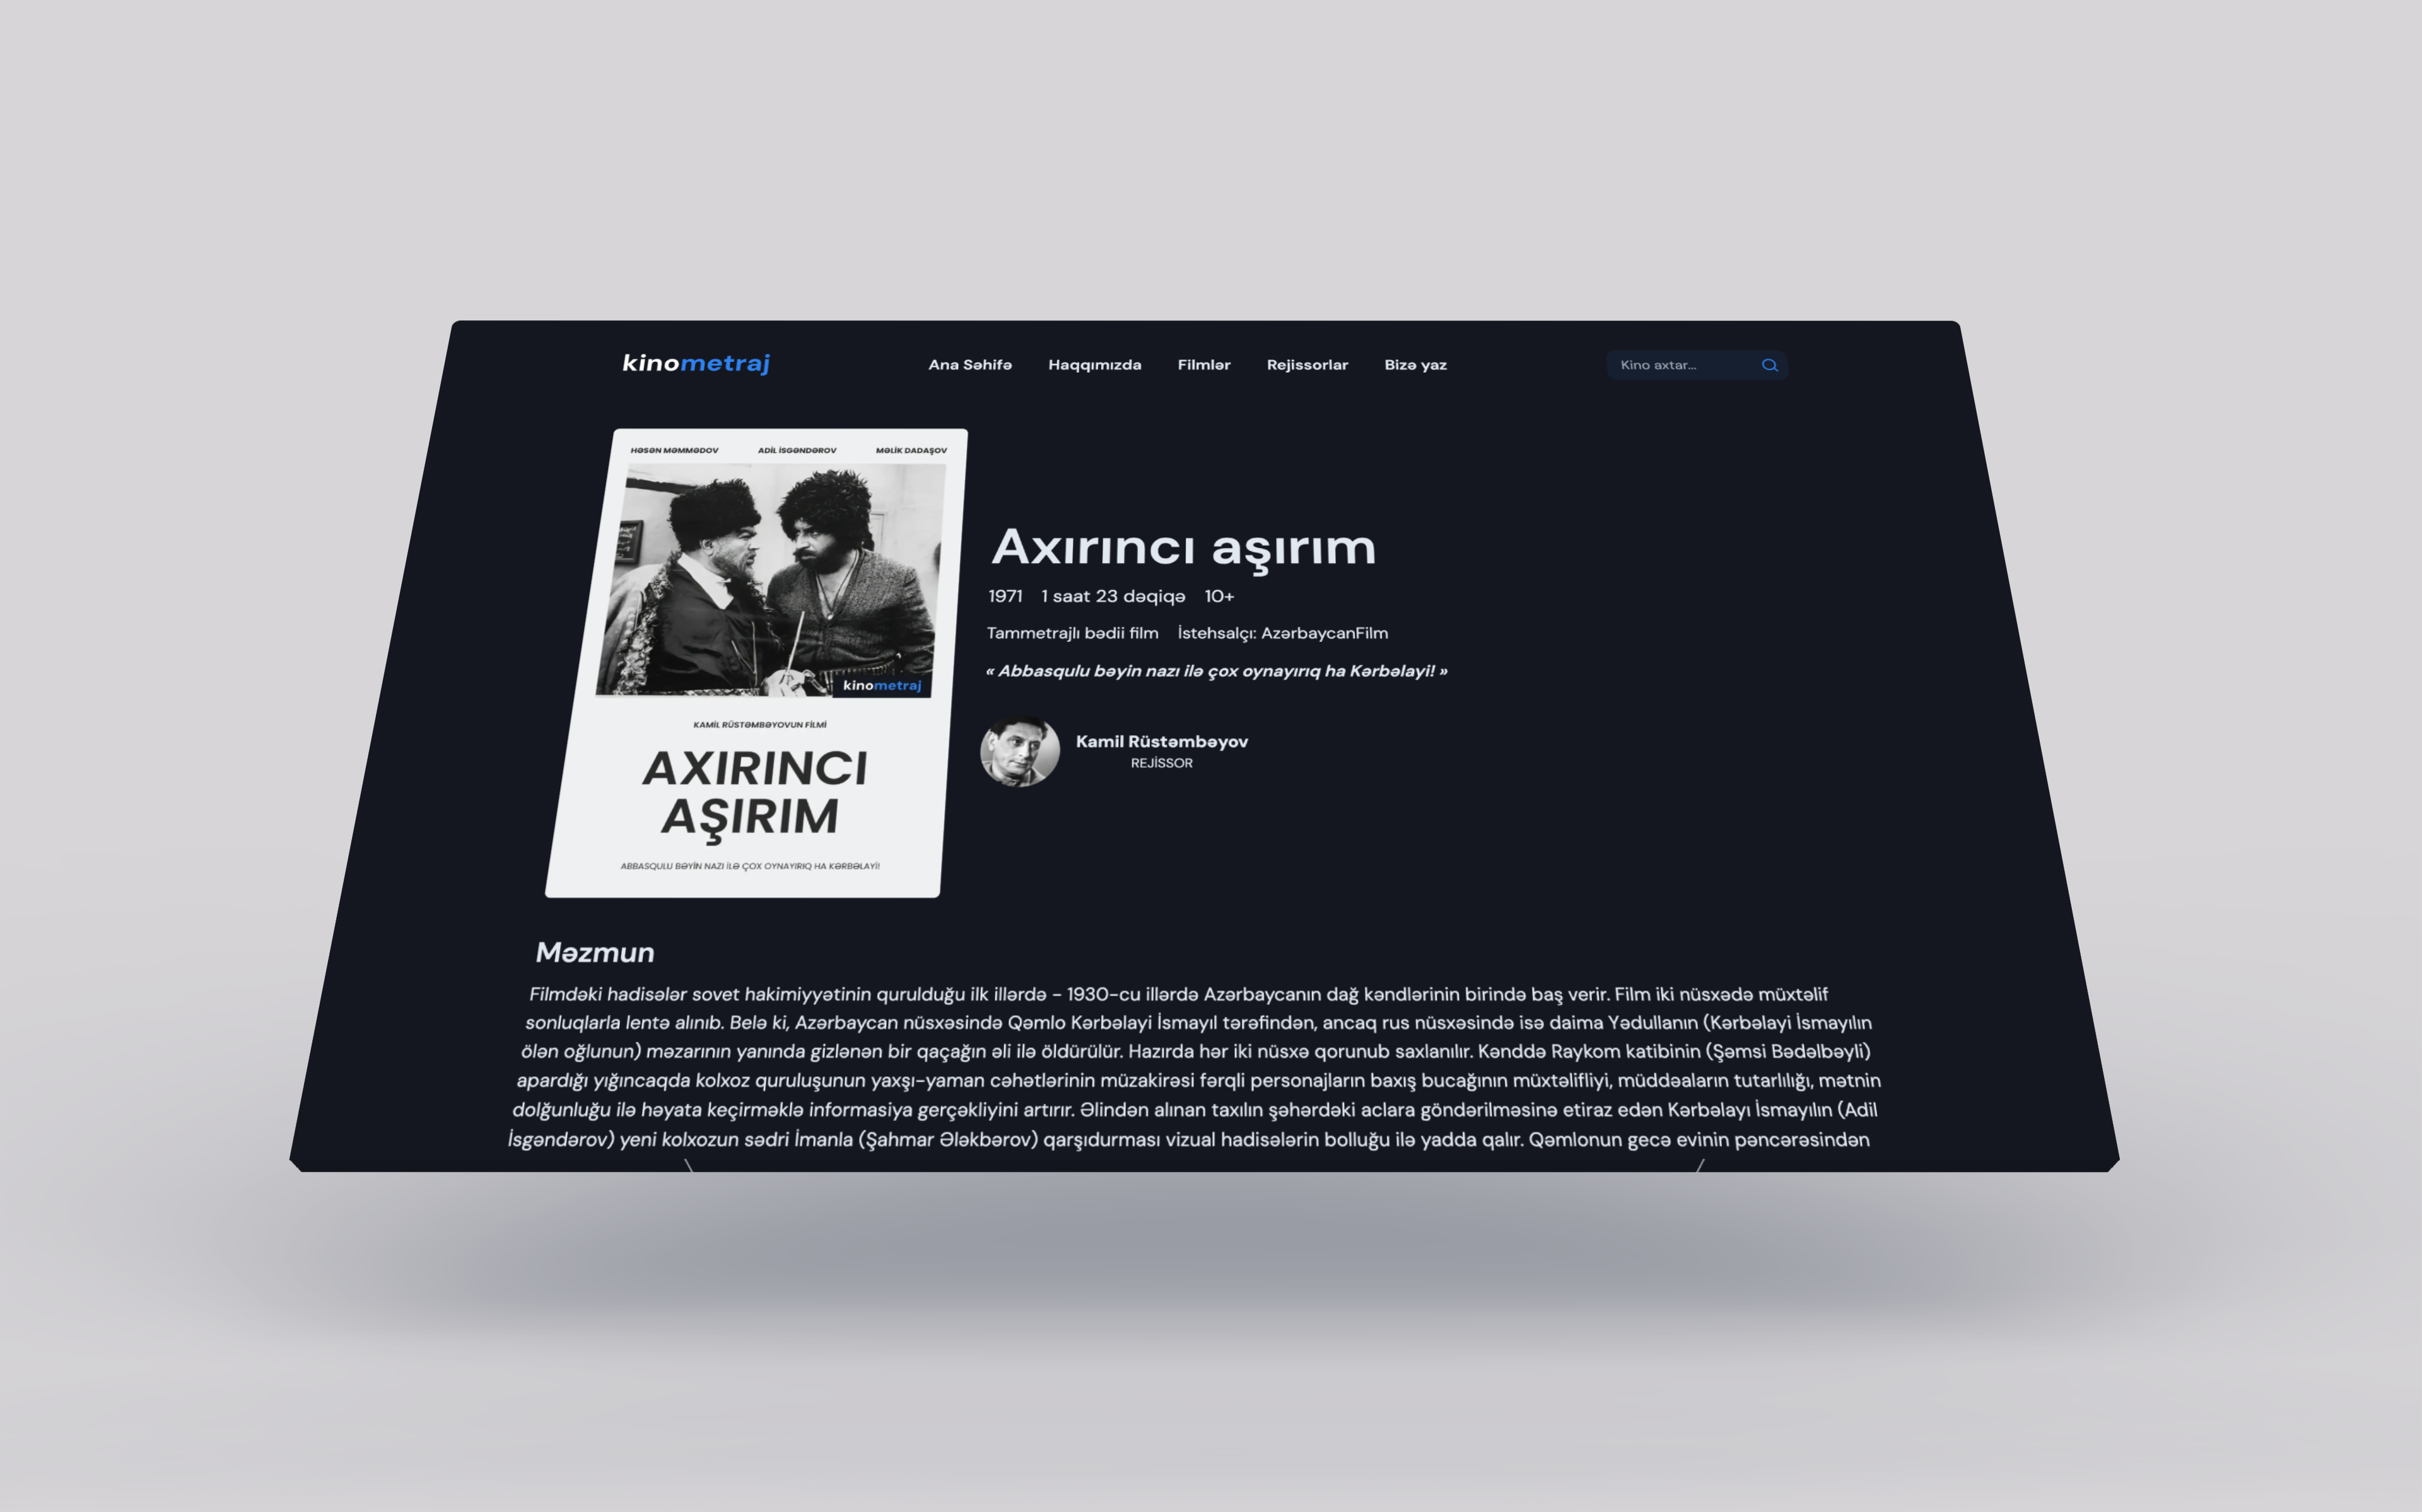 kinometraj
Ana Səhifə Haqqımızda Filmlər Rejissorlar Bizə yaz
Kino axtar...
HƏSƏN MƏMMƏDOV ADİL İSGƏNDƏROV MƏLİK DADAŞOV
kinometraj
KAMİL RÜSTƏMBƏYOVUN FİLMİ
AXIRINCI
AŞIRIM
ABBASQULU BƏYİN NAZI İLƏ ÇOX OYNAYIRIQ HA KƏRBƏLAYİ!
Axırıncı aşırım
1971 1 saat 23 dəqiqə 10+
Tammetrajlı bədii film İstehsalçı: AzərbaycanFilm
« Abbasqulu bəyin nazı ilə çox oynayırıq ha Kərbəlayi! »
Kamil Rüstəmbəyov
REJİSSOR
Məzmun
Filmdəki hadisələr sovet hakimiyyətinin qurulduğu ilk illərdə - 1930-cu illərdə Azərbaycanın dağ kəndlərinin birində baş verir. Film iki nüsxədə müxtəlif
sonluqlarla lentə alınıb. Belə ki, Azərbaycan nüsxəsində Qəmlo Kərbəlayi İsmayıl tərəfindən, ancaq rus nüsxəsində isə daima Yədullanın (Kərbəlayi İsmayılın
ölən oğlunun) məzarının yanında gizlənən bir qaçağın əli ilə öldürülür. Hazırda hər iki nüsxə qorunub saxlanılır. Kənddə Raykom katibinin (Şəmsi Bədəlbəyli)
apardığı yığıncaqda kolxoz quruluşunun yaxşı-yaman cəhətlərinin müzakirəsi fərqli personajların baxış bucağının müxtəlifliyi, müddəaların tutarlılığı, mətnin
dolğunluğu ilə həyata keçirməklə informasiya gerçəkliyini artırır. Əlindən alınan taxılın şəhərdəki aclara göndərilməsinə etiraz edən Kərbəlayı İsmayılın (Adil
İsgəndərov) yeni kolxozun sədri İmanla (Şahmar Ələkbərov) qarşıdurması vizual hadisələrin bolluğu ilə yadda qalır. Qəmlonun gecə evinin pəncərəsindən